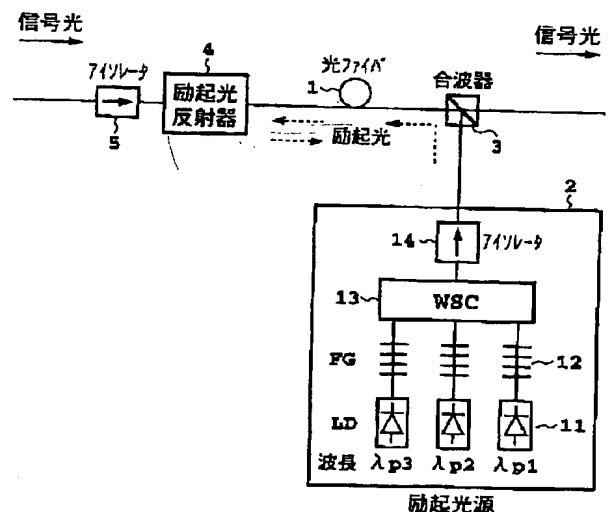 信号光
信号光
4
アイソレータ
光ファイバ
1
合波器
励起光
反射器
5
励起光
3
2
14
アイソレータ
13
WSC
FG
12
LD
11
波長 λp3 λp2 λp1
励起光源